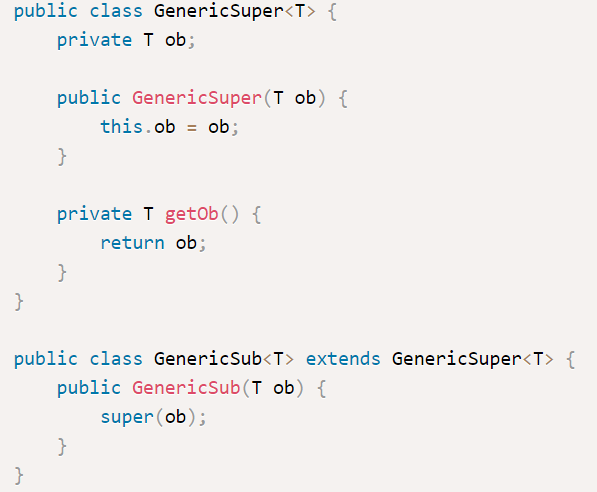 public class GenericSuper<T> {
    private T ob;

    public GenericSuper(T ob) {
        this.ob = ob;
    }

    private T getOb() {
        return ob;
    }
}

public class GenericSub<T> extends GenericSuper<T> {
    public GenericSub(T ob) {
        super(ob);
    }
}